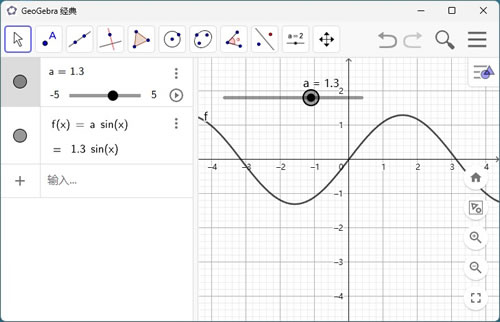 GeoGebra 经典
A
a = 2
a = 1.3
-5
5
f(x) = a sin(x)
= 1.3 sin(x)
输入...
a = 1.3
f
2
1
-4
-3
-2
-1
0
1
2
3
4
-1
-2
-3
-4